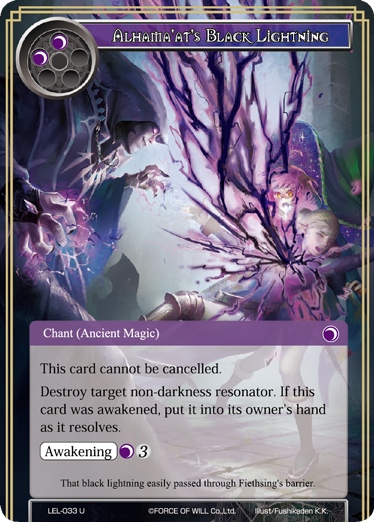 Alhama'at's Black Lightning
Chant (Ancient Magic)
This card cannot be cancelled.
Destroy target non-darkness resonator. If this
card was awakened, put it into its owner's hand
as it resolves.
Awakening 3
That black lightning easily passed through Fiethsing's barrier.
LEL-033 U ©FORCE OF WILL Co.,Ltd. Illust/Fushikaden K.K.